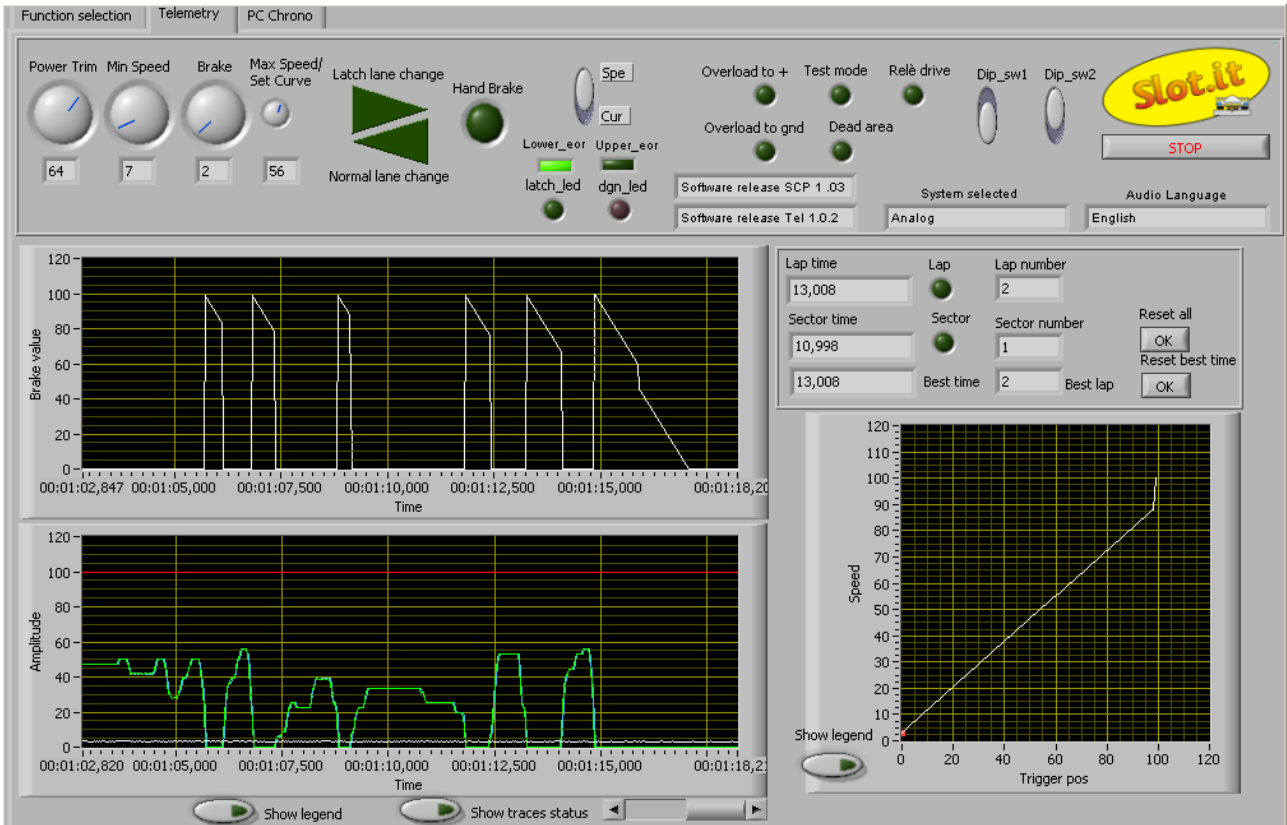 Function selection
Telemetry
PC Chrono
Power Trim
Min Speed
Brake
Max Speed/
Set Curve
64
7
2
56
Latch lane change
Normal lane change
Hand Brake
Spe
Cur
Lower_eor
Upper_eor
latch_led
dgn_led
Overload to +
Test mode
Relè drive
Overload to gnd
Dead area
Dip_sw1
Dip_sw2
Slot.it
STOP
Software release SCP 1 .03
Software release Tel 1.0.2
System selected
Analog
Audio Language
English
Brake value
120
100
80
60
40
20
0
00:01:02,847 00:01:05,000 00:01:07,500 00:01:10,000 00:01:12,500 00:01:15,000 00:01:18,20
Time
Amplitude
120
100
80
60
40
20
0
00:01:02,820 00:01:05,000 00:01:07,500 00:01:10,000 00:01:12,500 00:01:15,000 00:01:18,21
Time
Show legend
Show traces status
Lap time
13,008
Lap
Lap number
2
Sector time
10,998
Sector
Sector number
1
13,008
Best time
2
Best lap
Reset all
OK
Reset best time
OK
Speed
120
110
100
90
80
70
60
50
40
30
20
10
0
0 20 40 60 80 100 120
Trigger pos
Show legend